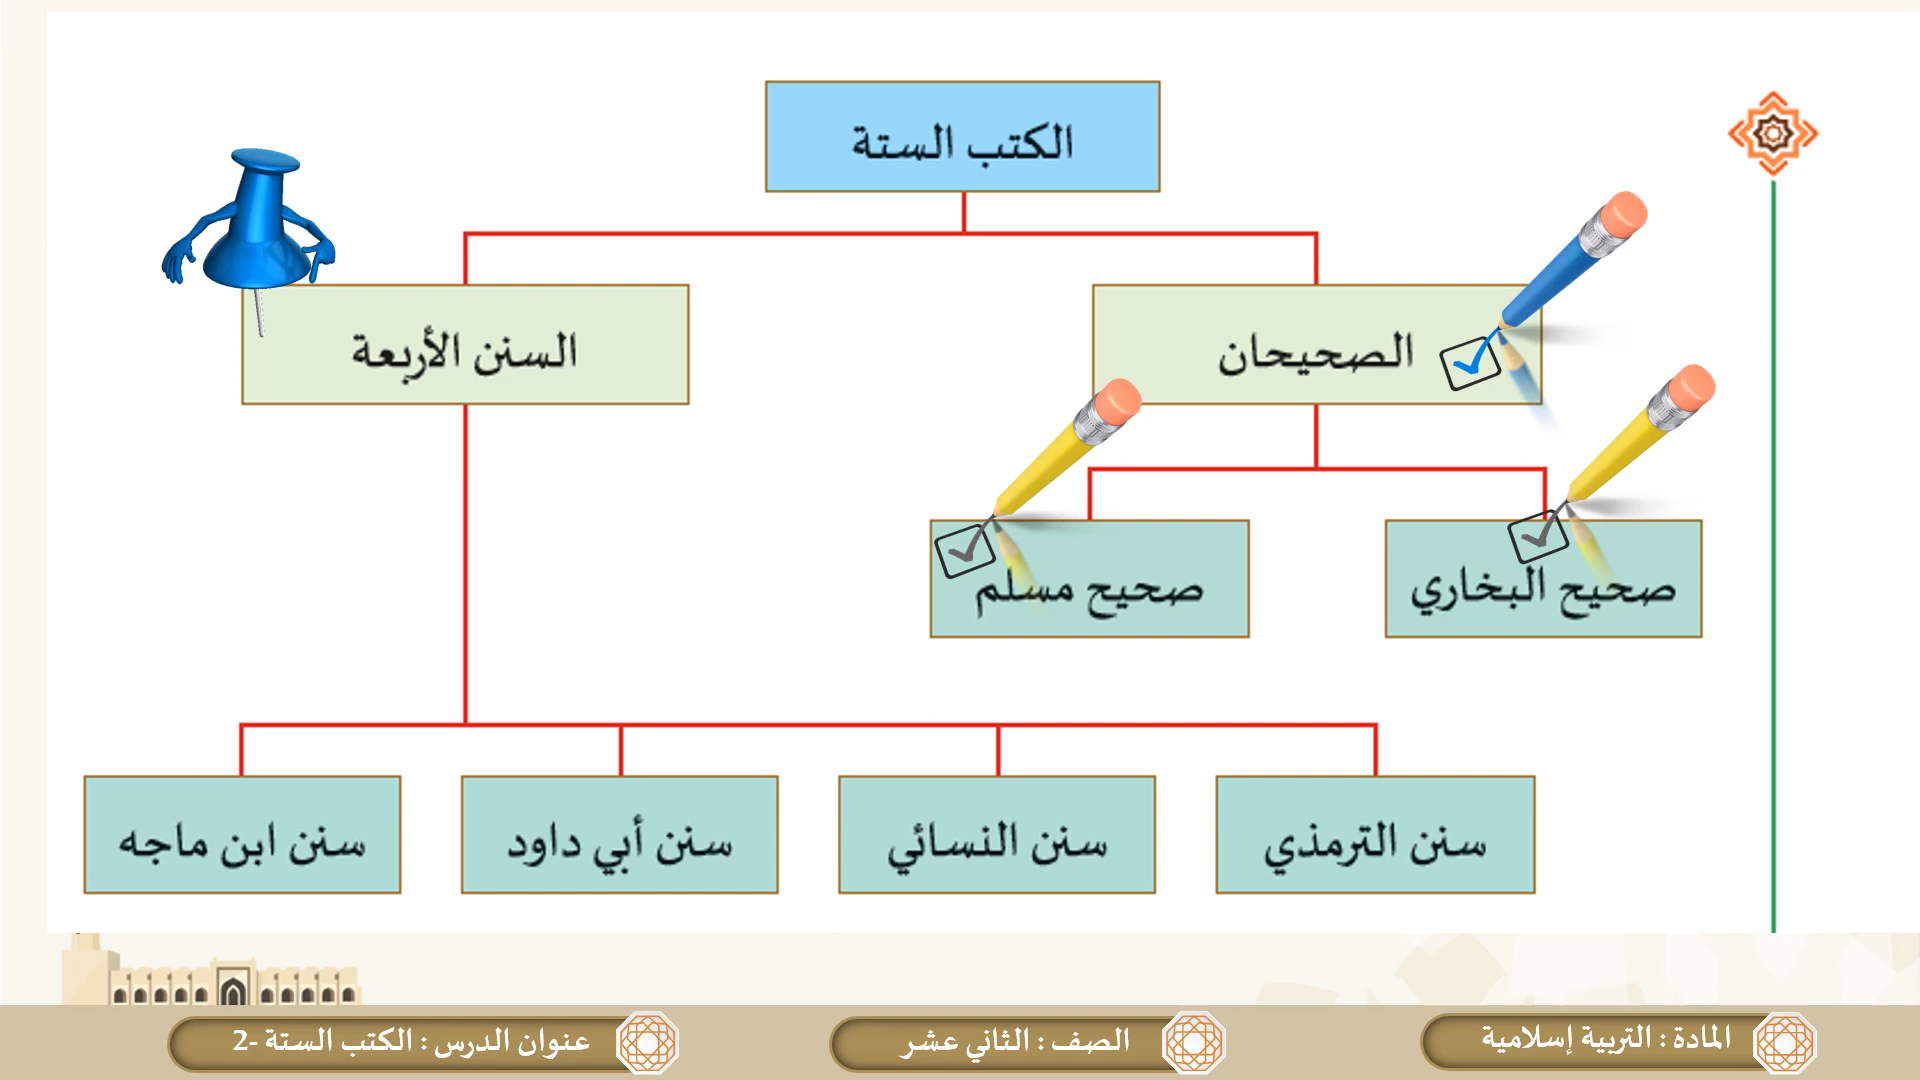 الكتب الستة
الصحيحان
السنن الأربعة
صحيح البخاري
صحيح مسلم
سنن الترمذي
سنن النسائي
سنن أبي داود
سنن ابن ماجه
المادة : التربية إسلامية
الصف : الثاني عشر
عنوان الدرس : الكتب الستة -2